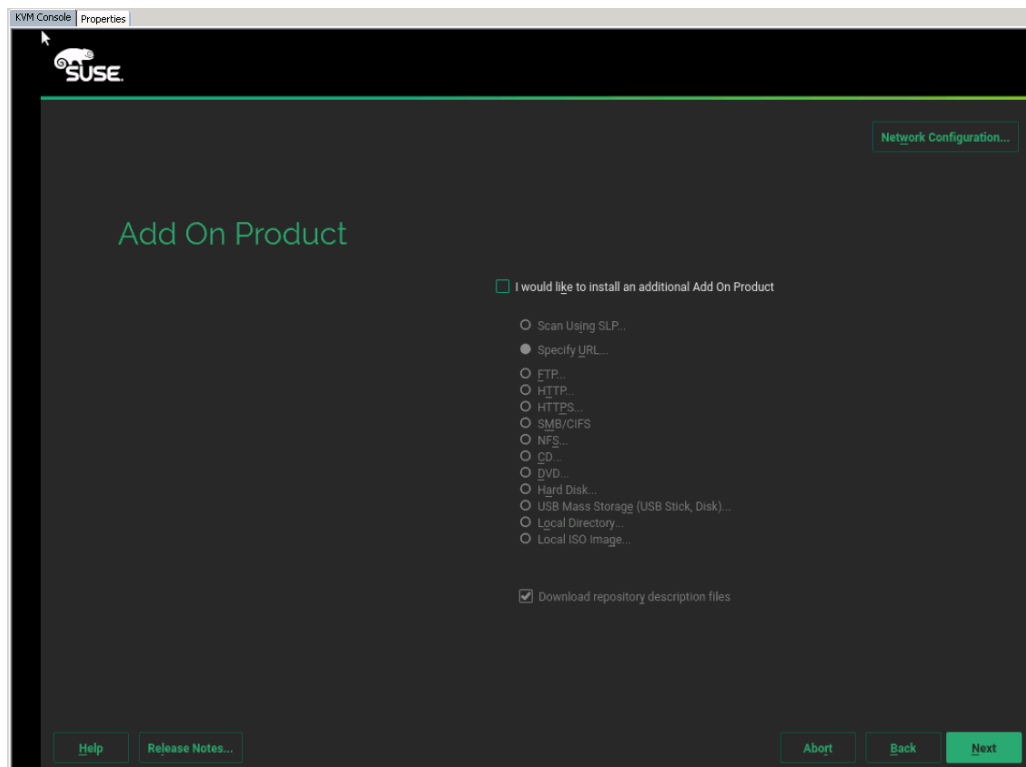 KVM Console Properties
SUSE.
Network Configuration...
Add On Product
I would like to install an additional Add On Product
Scan Using SLP...
Specify URL...
FTP...
HTTP...
HTTPS...
SMB/CIFS
NFS...
CD...
DVD...
Hard Disk...
USB Mass Storage (USB Stick, Disk)...
Local Directory...
Local ISO Image...
Download repository description files
Help Release Notes... Abort Back Next